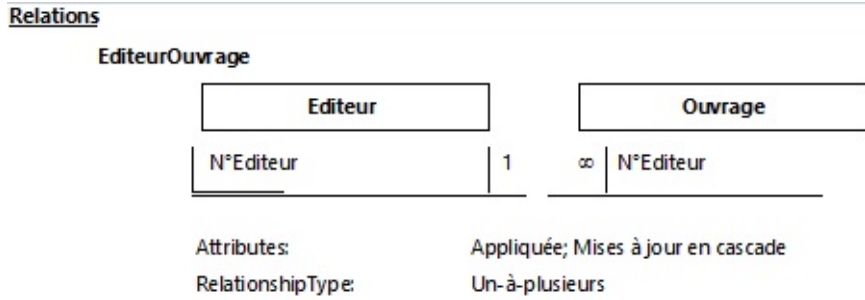 Relations
EditeurOuvrage
Editeur Ouvrage
N°Editeur 1 ∞ N°Editeur
Attributes: Appliquée; Mises à jour en cascade
RelationshipType: Un-à-plusieurs